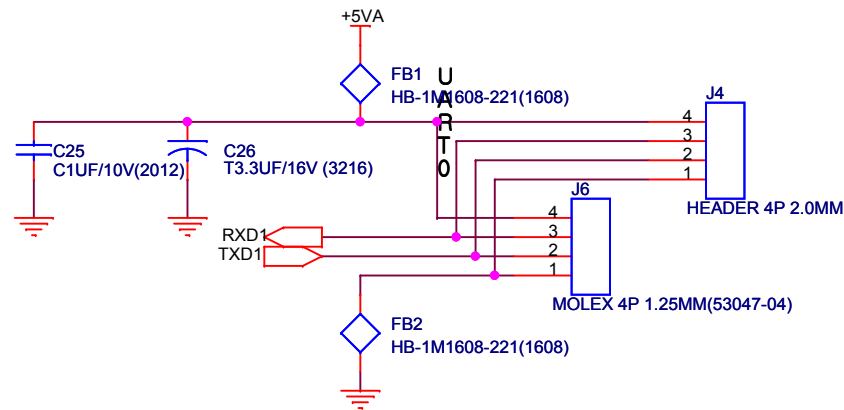 +5VA
FB1
HB-1M1608-221(1608)
UART0
J4
4
3
2
1
HEADER 4P 2.0MM
C25
C1UF/10V(2012)
C26
T3.3UF/16V (3216)
J6
4
3
2
1
MOLEX 4P 1.25MM(53047-04)
RXD1
TXD1
FB2
HB-1M1608-221(1608)